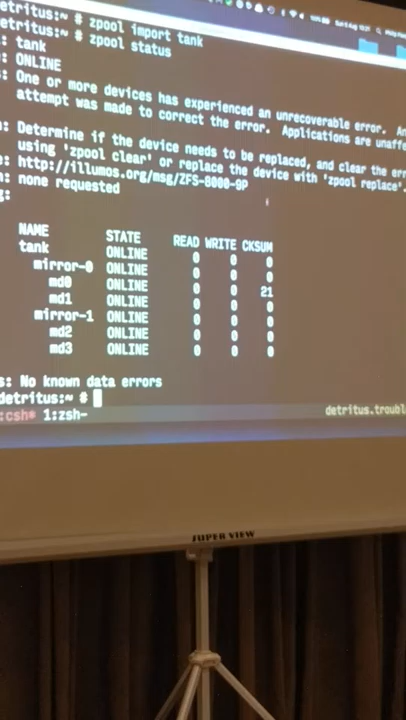 detritus:~ # zpool import tank
detritus:~ # zpool status
: tank
: ONLINE
: One or more devices has experienced an unrecoverable error. An
attempt was made to correct the error. Applications are unaffe
: Determine if the device needs to be replaced, and clear the err
using 'zpool clear' or replace the device with 'zpool replace'.
: http://illumos.org/msg/ZFS-8000-9P
: none requested
:
NAME STATE READ WRITE CKSUM
tank ONLINE 0 0 0
mirror-0 ONLINE 0 0 0
md0 ONLINE 0 0 21
md1 ONLINE 0 0 0
mirror-1 ONLINE 0 0 0
md2 ONLINE 0 0 0
md3 ONLINE 0 0 0
s: No known data errors
detritus:~ #
:csh* 1:zsh- detritus.troubl
SUPER VIEW